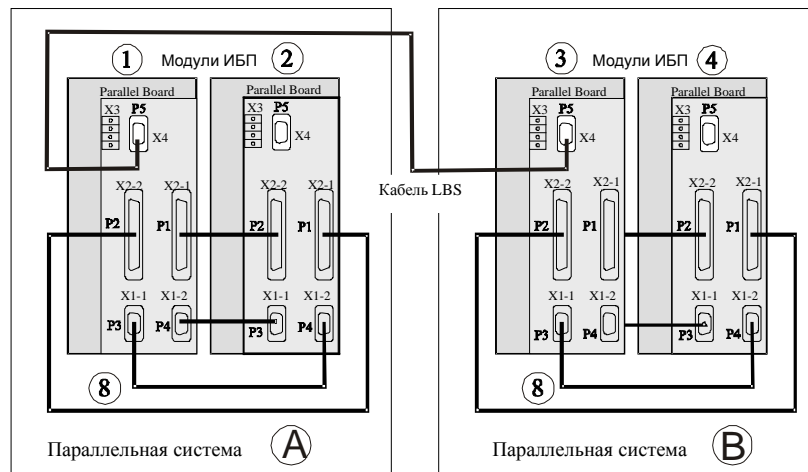 1 Модули ИБП 2
3 Модули ИБП 4
Parallel Board
Parallel Board
Parallel Board
Parallel Board
X3 P5
X4
X3 P5
X4
X3 P5
X4
X3 P5
X4
X2-2 X2-1
X2-2 X2-1
Кабель LBS
X2-2 X2-1
X2-2 X2-1
P2 P1
P2 P1
P2 P1
P2 P1
X1-1 X1-2
X1-1 X1-2
X1-1 X1-2
X1-1 X1-2
P3 P4
P3 P4
P3 P4
P3 P4
8
8
Параллельная система A
Параллельная система B